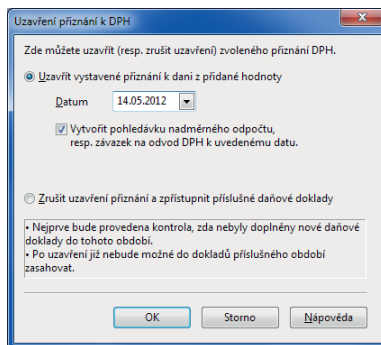 Uzavření přiznání k DPH
Zde můžete uzavřít (resp. zrušit uzavření) zvoleného přiznání DPH.
Uzavřít vystavené přiznání k dani z přidané hodnoty
Datum 14.05.2012
Vytvořit pohledávku nadměrného odpočtu,
resp. závazek na odvod DPH k uvedenému datu.
Zrušit uzavření přiznání a zpřístupnit příslušné daňové doklady
• Nejprve bude provedena kontrola, zda nebyly doplněny nové daňové
doklady do tohoto období.
• Po uzavření již nebude možné do dokladů příslušného období
zasahovat.
OK Storno Nápověda